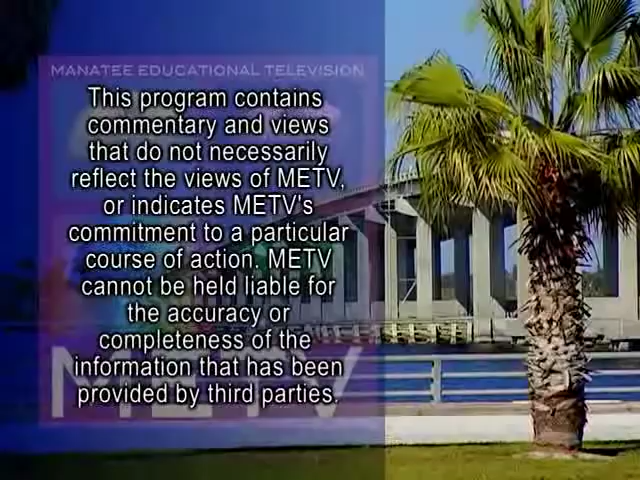 MANATEE EDUCATIONAL TELEVISION
This program contains
commentary and views
that do not necessarily
reflect the views of METV,
or indicates METV's
commitment to a particular
course of action. METV
cannot be held liable for
the accuracy or
completeness of the
information that has been
provided by third parties.
METV